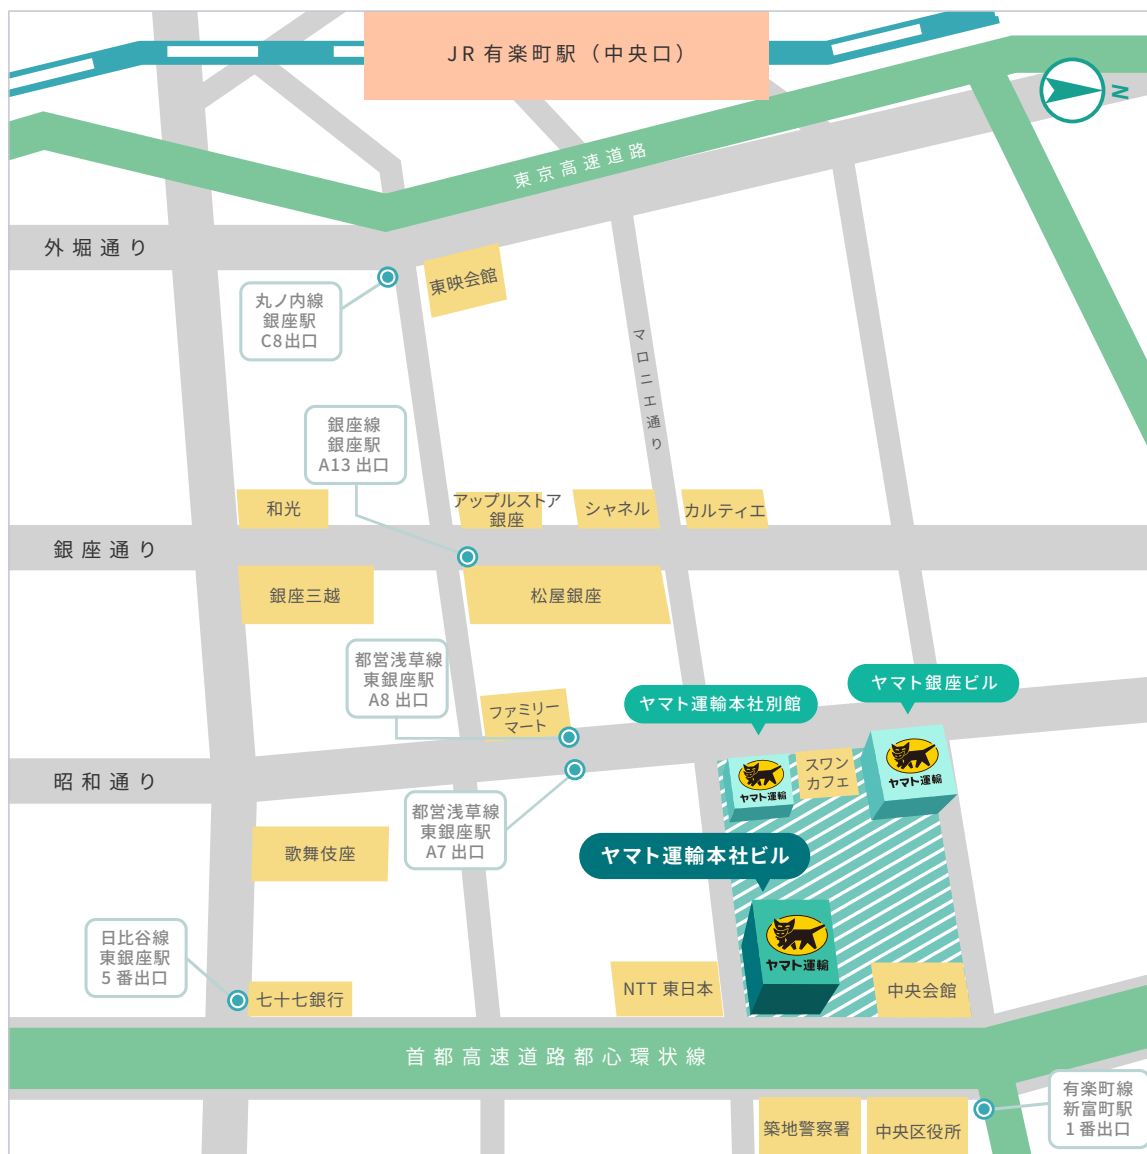 JR 有楽町駅（中央口）
N
東京高速道路
外堀通り
東映会館
丸ノ内線
銀座駅
C8出口
マロニエ通り
銀座線
銀座駅
A13 出口
和光
アップルストア
銀座
シャネル
カルティエ
銀座通り
銀座三越
松屋銀座
都営浅草線
東銀座駅
A8 出口
ファミリー
マート
ヤマト運輸本社別館
ヤマト銀座ビル
昭和通り
ヤマト運輸
スワン
カフェ
ヤマト運輸
都営浅草線
東銀座駅
A7 出口
歌舞伎座
ヤマト運輸本社ビル
ヤマト運輸
日比谷線
東銀座駅
5 番出口
七十七銀行
NTT 東日本
中央会館
首都高速道路都心環状線
有楽町線
新富町駅
1 番出口
築地警察署
中央区役所